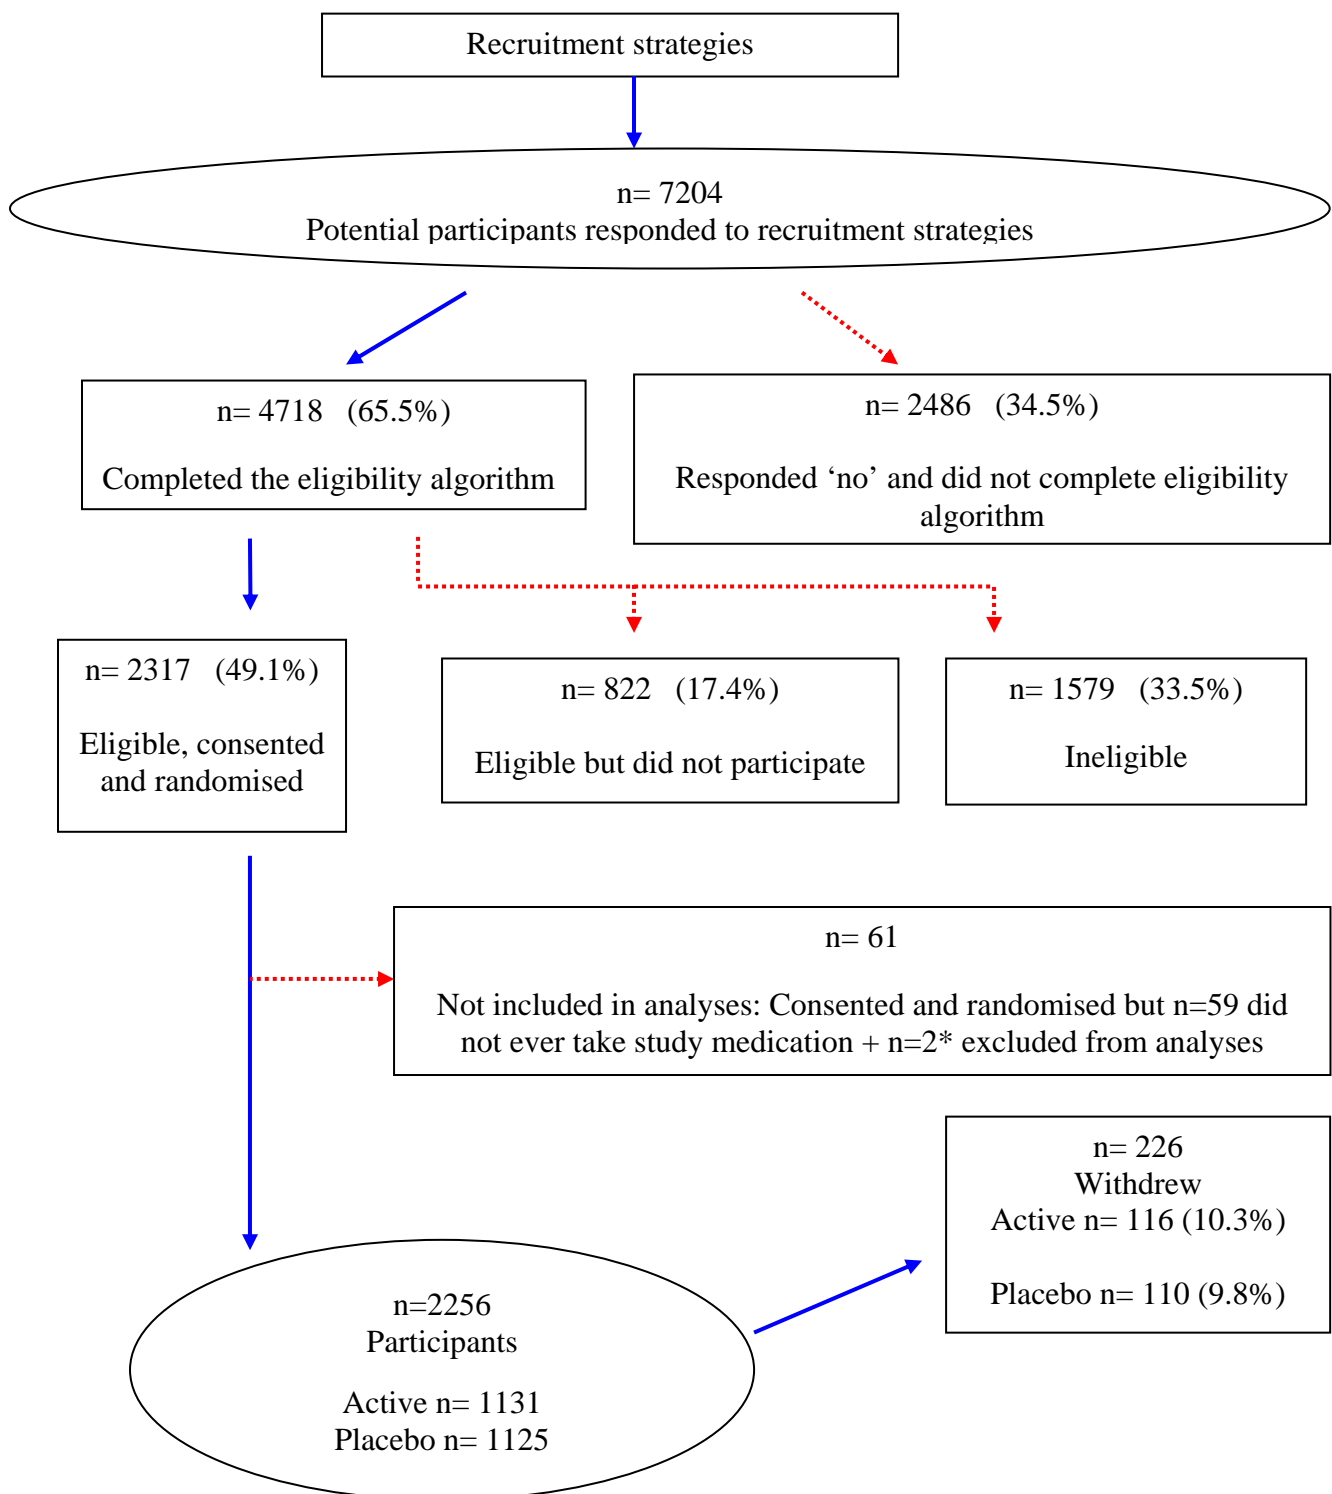 Recruitment strategies
n= 7204
Potential participants responded to recruitment strategies
n= 4718 (65.5%)
Completed the eligibility algorithm
n= 2486 (34.5%)
Responded ‘no’ and did not complete eligibility
algorithm
n= 2317 (49.1%)
Eligible, consented
and randomised
n= 822 (17.4%)
Eligible but did not participate
n= 1579 (33.5%)
Ineligible
n= 61
Not included in analyses: Consented and randomised but n=59 did
not ever take study medication + n=2* excluded from analyses
n= 226
Withdrew
Active n= 116 (10.3%)
Placebo n= 110 (9.8%)
n=2256
Participants
Active n= 1131
Placebo n= 1125